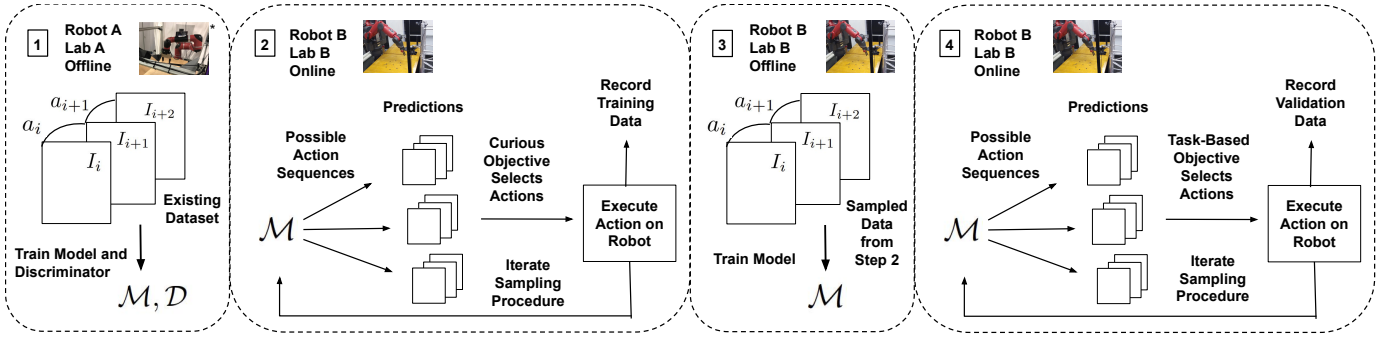 1
Robot A
Lab A
Offline
*
a_{i+1}
a_i
I_{i+2}
I_{i+1}
I_i
Existing
Dataset
Train Model and
Discriminator
M, D
2
Robot B
Lab B
Online
Predictions
Possible
Action
Sequences
M
Curious
Objective
Selects
Actions
Iterate
Sampling
Procedure
Record
Training
Data
Execute
Action on
Robot
3
Robot B
Lab B
Offline
a_{i+1}
a_i
I_{i+2}
I_{i+1}
I_i
Sampled
Data
from
Step 2
Train Model
M
4
Robot B
Lab B
Online
Predictions
Possible
Action
Sequences
M
Task-Based
Objective
Selects
Actions
Iterate
Sampling
Procedure
Record
Validation
Data
Execute
Action on
Robot